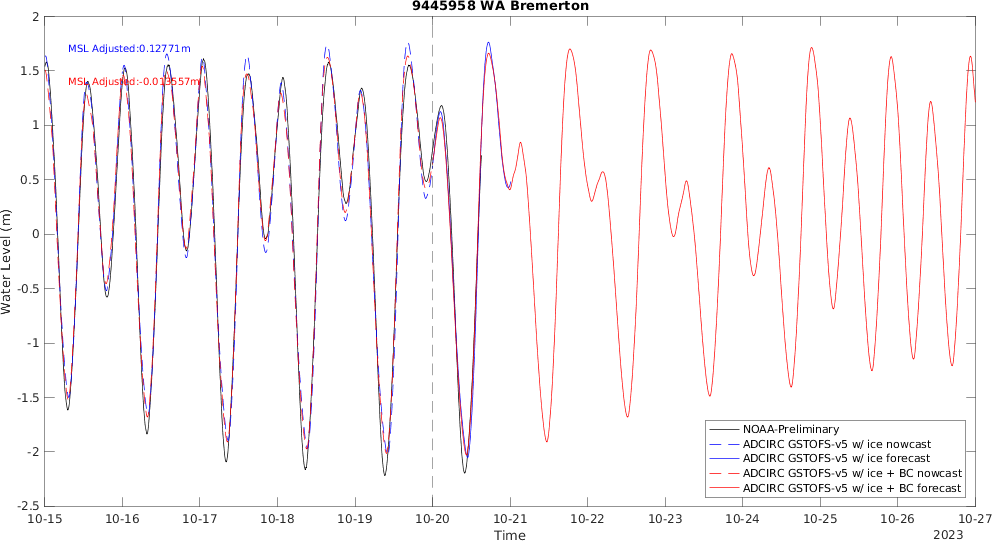 9445958 WA Bremerton
MSL Adjusted:0.12771m
MSL Adjusted:-0.013557m
Water Level (m)
2
1.5
1
0.5
0
-0.5
-1
-1.5
-2
-2.5
NOAA-Preliminary
ADCIRC GSTOFS-v5 w/ ice nowcast
ADCIRC GSTOFS-v5 w/ ice forecast
ADCIRC GSTOFS-v5 w/ ice + BC nowcast
ADCIRC GSTOFS-v5 w/ ice + BC forecast
10-15 10-16 10-17 10-18 10-19 10-20 10-21 10-22 10-23 10-24 10-25 10-26 10-27
Time
2023